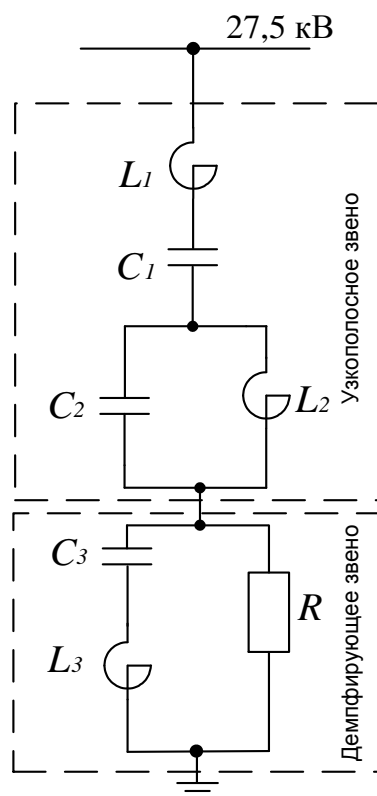 27,5 кВ
L1
C1
Узкополосное звено
C2
L2
C3
R
L3
Демпфирующее звено